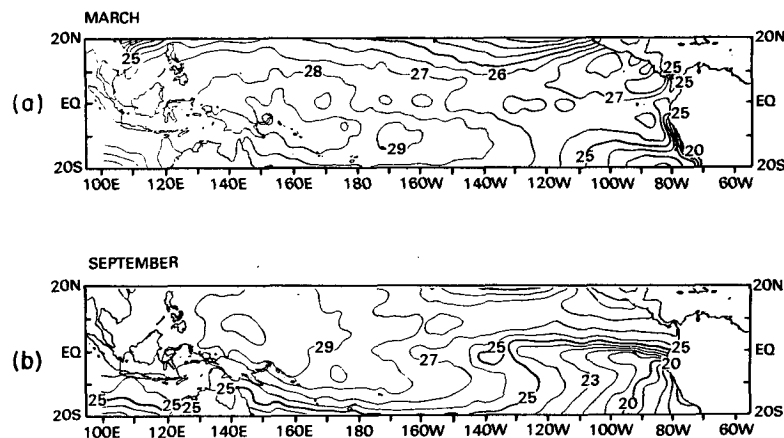 MARCH
20N 20N
25 28 27 26 25
25
(a) EQ EQ
27
25
29 25 20
20S 20S
100E 120E 140E 160E 180 160W 140W 120W 100W 80W 60W
SEPTEMBER
20N 20N
(b) EQ 29 27 25 25 EQ
20
25 23
25 25 25 25 20
20S 20S
100E 120E 140E 160E 180 160W 140W 120W 100W 80W 60W